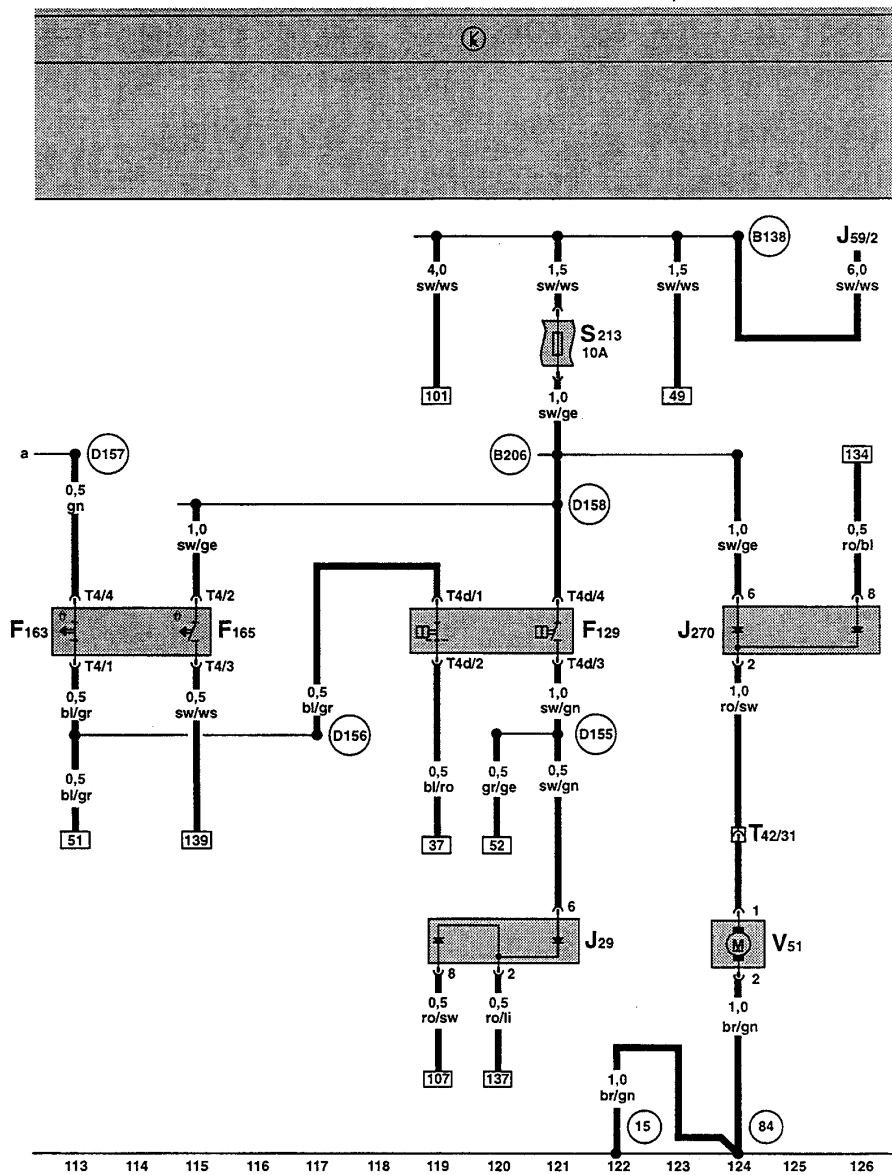 k
B138
J59/2
4,0
sw/ws
1,5
sw/ws
1,5
sw/ws
6,0
sw/ws
S213
10A
101
49
1,0
sw/ge
a
D157
B206
134
0,5
gn
D158
1,0
sw/ge
1,0
sw/ge
0,5
ro/bl
T4/4
T4/2
T4d/1
T4d/4
6
8
F163
F165
F129
J270
T4/1
T4/3
T4d/2
T4d/3
2
0,5
bl/gr
0,5
sw/ws
0,5
bl/gr
1,0
sw/gn
1,0
ro/sw
D156
D155
0,5
bl/gr
0,5
bl/ro
0,5
gr/ge
0,5
sw/gn
51
139
37
52
T42/31
6
1
J29
M
V51
8
2
2
0,5
ro/sw
0,5
ro/li
1,0
br/gn
107
137
1,0
br/gn
15
84
113 114 115 116 117 118 119 120 121 122 123 124 125 126